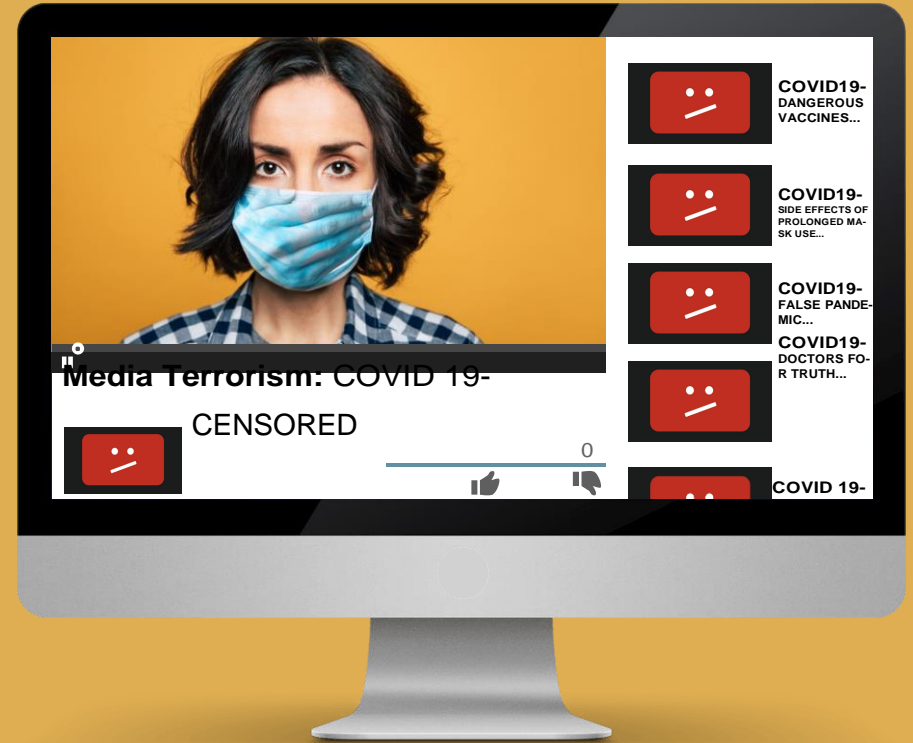 Media Terrorism: COVID 19-
CENSORED
0
COVID19-
DANGEROUS
VACCINES...
COVID19-
SIDE EFFECTS OF
PROLONGED MA-
SK USE...
COVID19-
FALSE PANDE-
MIC...
COVID19-
DOCTORS FO-
R TRUTH...
COVID 19-